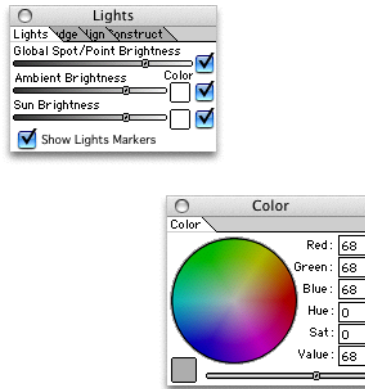 Lights
Lights
Global Spot/Point Brightness
Ambient Brightness Color
Sun Brightness
Show Lights Markers
Color
Color
Red: 68
Green: 68
Blue: 68
Hue: 0
Sat: 0
Value: 68